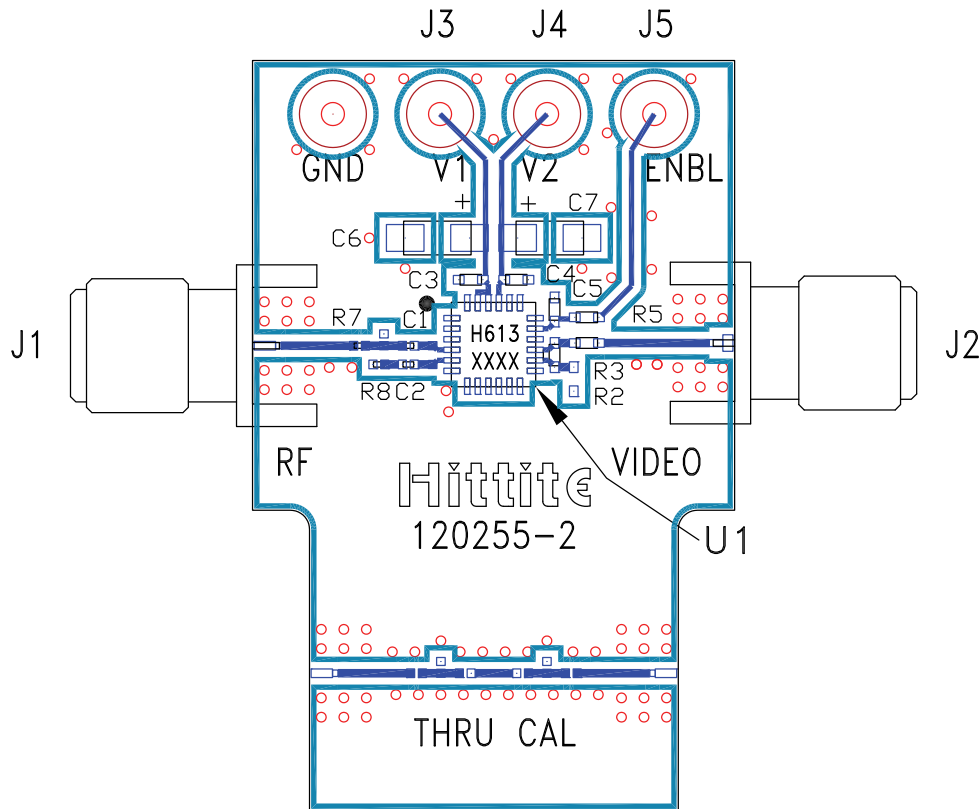 J3 J4 J5
GND V1 V2 ENBL
+ +
C6 C7
C3 C4
C5
R7 C1 R5
H613
XXXX
J1 J2
R8 C2 R3
R2
RF VIDEO
Hittite
120255-2
U1
THRU CAL